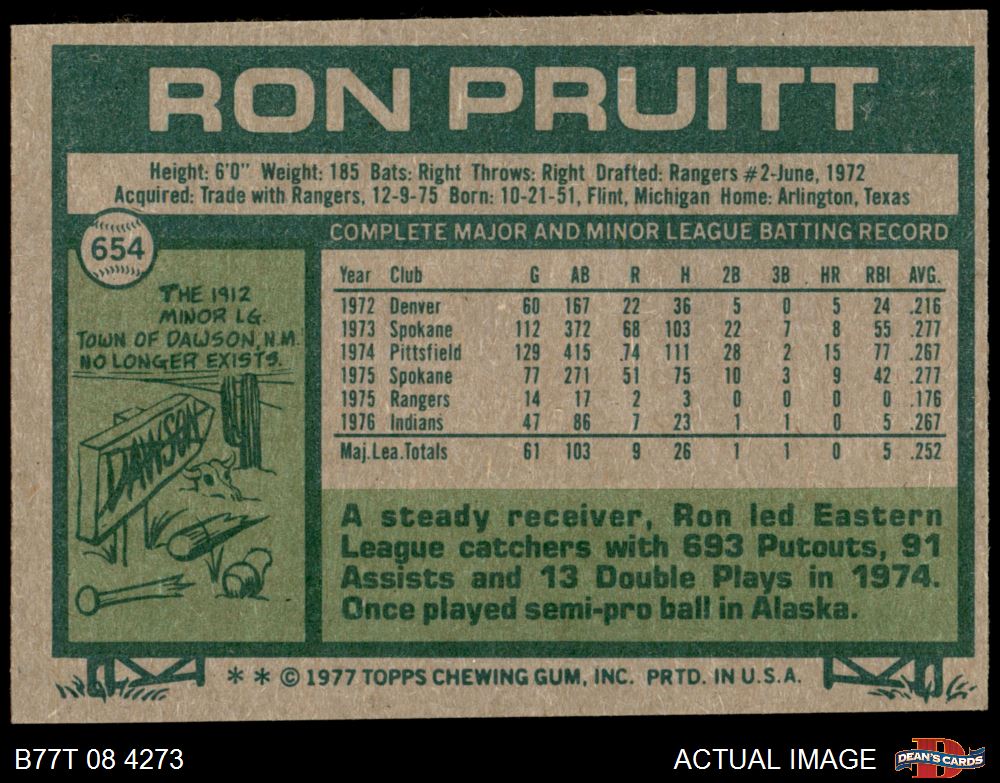 RON PRUITT
Height: 6'0" Weight: 185 Bats: Right Throws: Right Drafted: Rangers #2-June, 1972
Acquired: Trade with Rangers, 12-9-75 Born: 10-21-51, Flint, Michigan Home: Arlington, Texas
654
COMPLETE MAJOR AND MINOR LEAGUE BATTING RECORD
THE 1912
MINOR LG.
TOWN OF DAWSON, N.M.
NO LONGER EXISTS.
DAWSON
Year Club G AB R H 2B 3B HR RBI AVG.
1972 Denver 60 167 22 36 5 0 5 24 .216
1973 Spokane 112 372 68 103 22 7 8 55 .277
1974 Pittsfield 129 415 .74 111 28 2 15 77 .267
1975 Spokane 77 271 51 75 10 3 9 42 .277
1975 Rangers 14 17 2 3 0 0 0 0 .176
1976 Indians 47 86 7 23 1 1 0 5 .267
Maj.Lea.Totals 61 103 9 26 1 1 0 5 .252
A steady receiver, Ron led Eastern
League catchers with 693 Putouts, 91
Assists and 13 Double Plays in 1974.
Once played semi-pro ball in Alaska.
** © 1977 TOPPS CHEWING GUM, INC. PRTD. IN U.S.A.
B77T 08 4273
ACTUAL IMAGE
D
DEAN'S CARDS